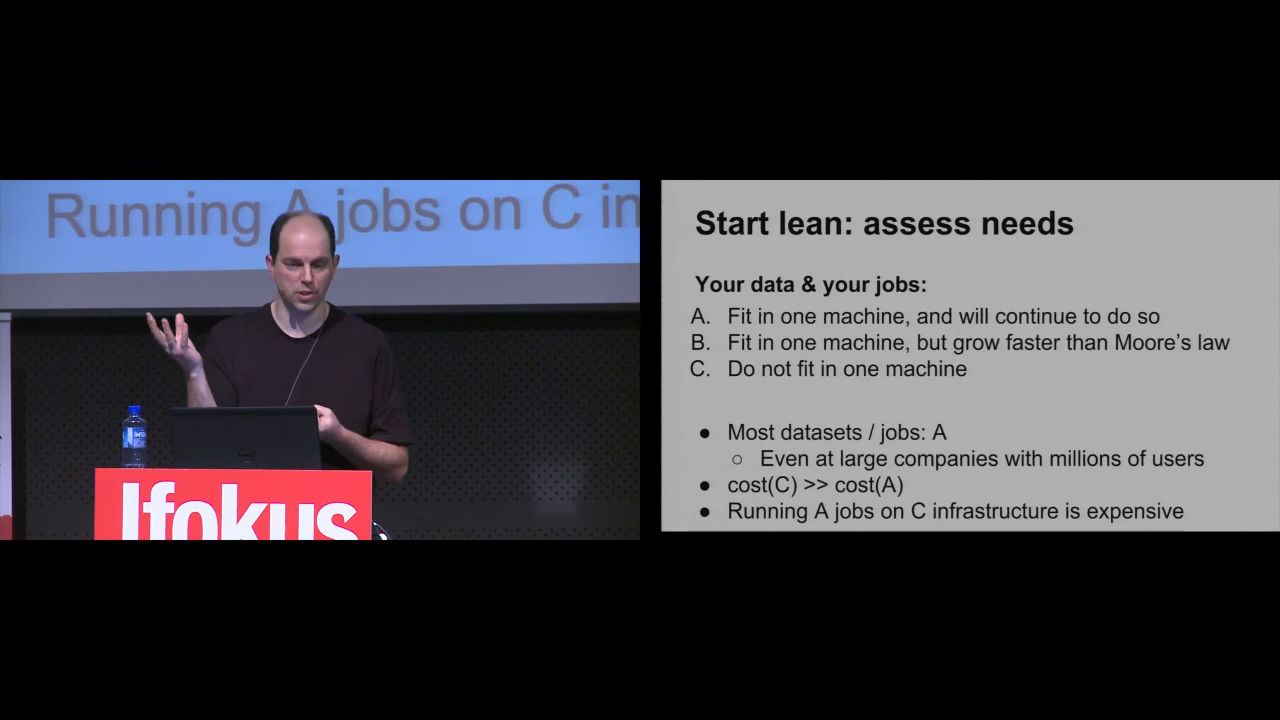 Running A jobs on C in
Jfokus
Start lean: assess needs
Your data & your jobs:
A. Fit in one machine, and will continue to do so
B. Fit in one machine, but grow faster than Moore's law
C. Do not fit in one machine
● Most datasets / jobs: A
○ Even at large companies with millions of users
● cost(C) >> cost(A)
● Running A jobs on C infrastructure is expensive